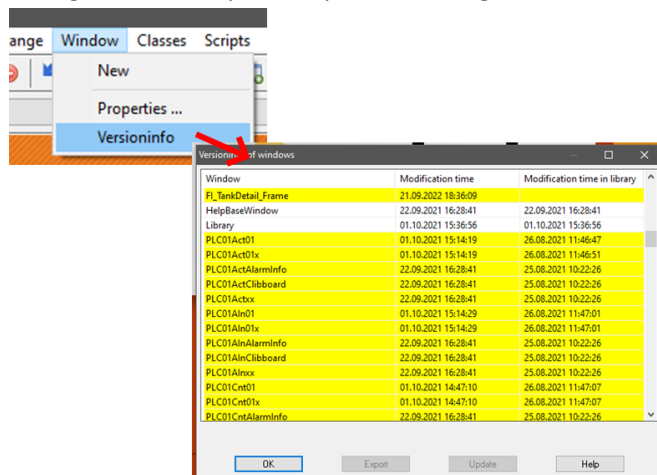 ange Window Classes Scripts
New
Properties ...
Versioninfo
Versioninfo of windows
Window Modification time Modification time in library
FI_TankDetail_Frame 21.09.2022 18:36:09
HelpBaseWindow 22.09.2021 16:28:41 22.09.2021 16:28:41
Library 01.10.2021 15:36:56 01.10.2021 15:36:56
PLC01Act01 01.10.2021 15:14:19 26.08.2021 11:46:47
PLC01Act01x 01.10.2021 15:14:19 26.08.2021 11:46:51
PLC01ActAlarmInfo 22.09.2021 16:28:41 25.08.2021 10:22:26
PLC01ActClibboard 22.09.2021 16:28:41 25.08.2021 10:22:26
PLC01Actxx 22.09.2021 16:28:41 25.08.2021 10:22:26
PLC01AIn01 01.10.2021 15:14:29 26.08.2021 11:47:01
PLC01AIn01x 01.10.2021 15:14:29 26.08.2021 11:47:01
PLC01AInAlarmInfo 22.09.2021 16:28:41 25.08.2021 10:22:26
PLC01AInClibboard 22.09.2021 16:28:41 25.08.2021 10:22:26
PLC01AInxx 22.09.2021 16:28:41 25.08.2021 10:22:26
PLC01Cnt01 01.10.2021 14:47:10 26.08.2021 11:47:07
PLC01Cnt01x 01.10.2021 14:47:10 26.08.2021 11:47:07
PLC01CntAlarmInfo 22.09.2021 16:28:41 25.08.2021 10:22:26
OK Export Update Help